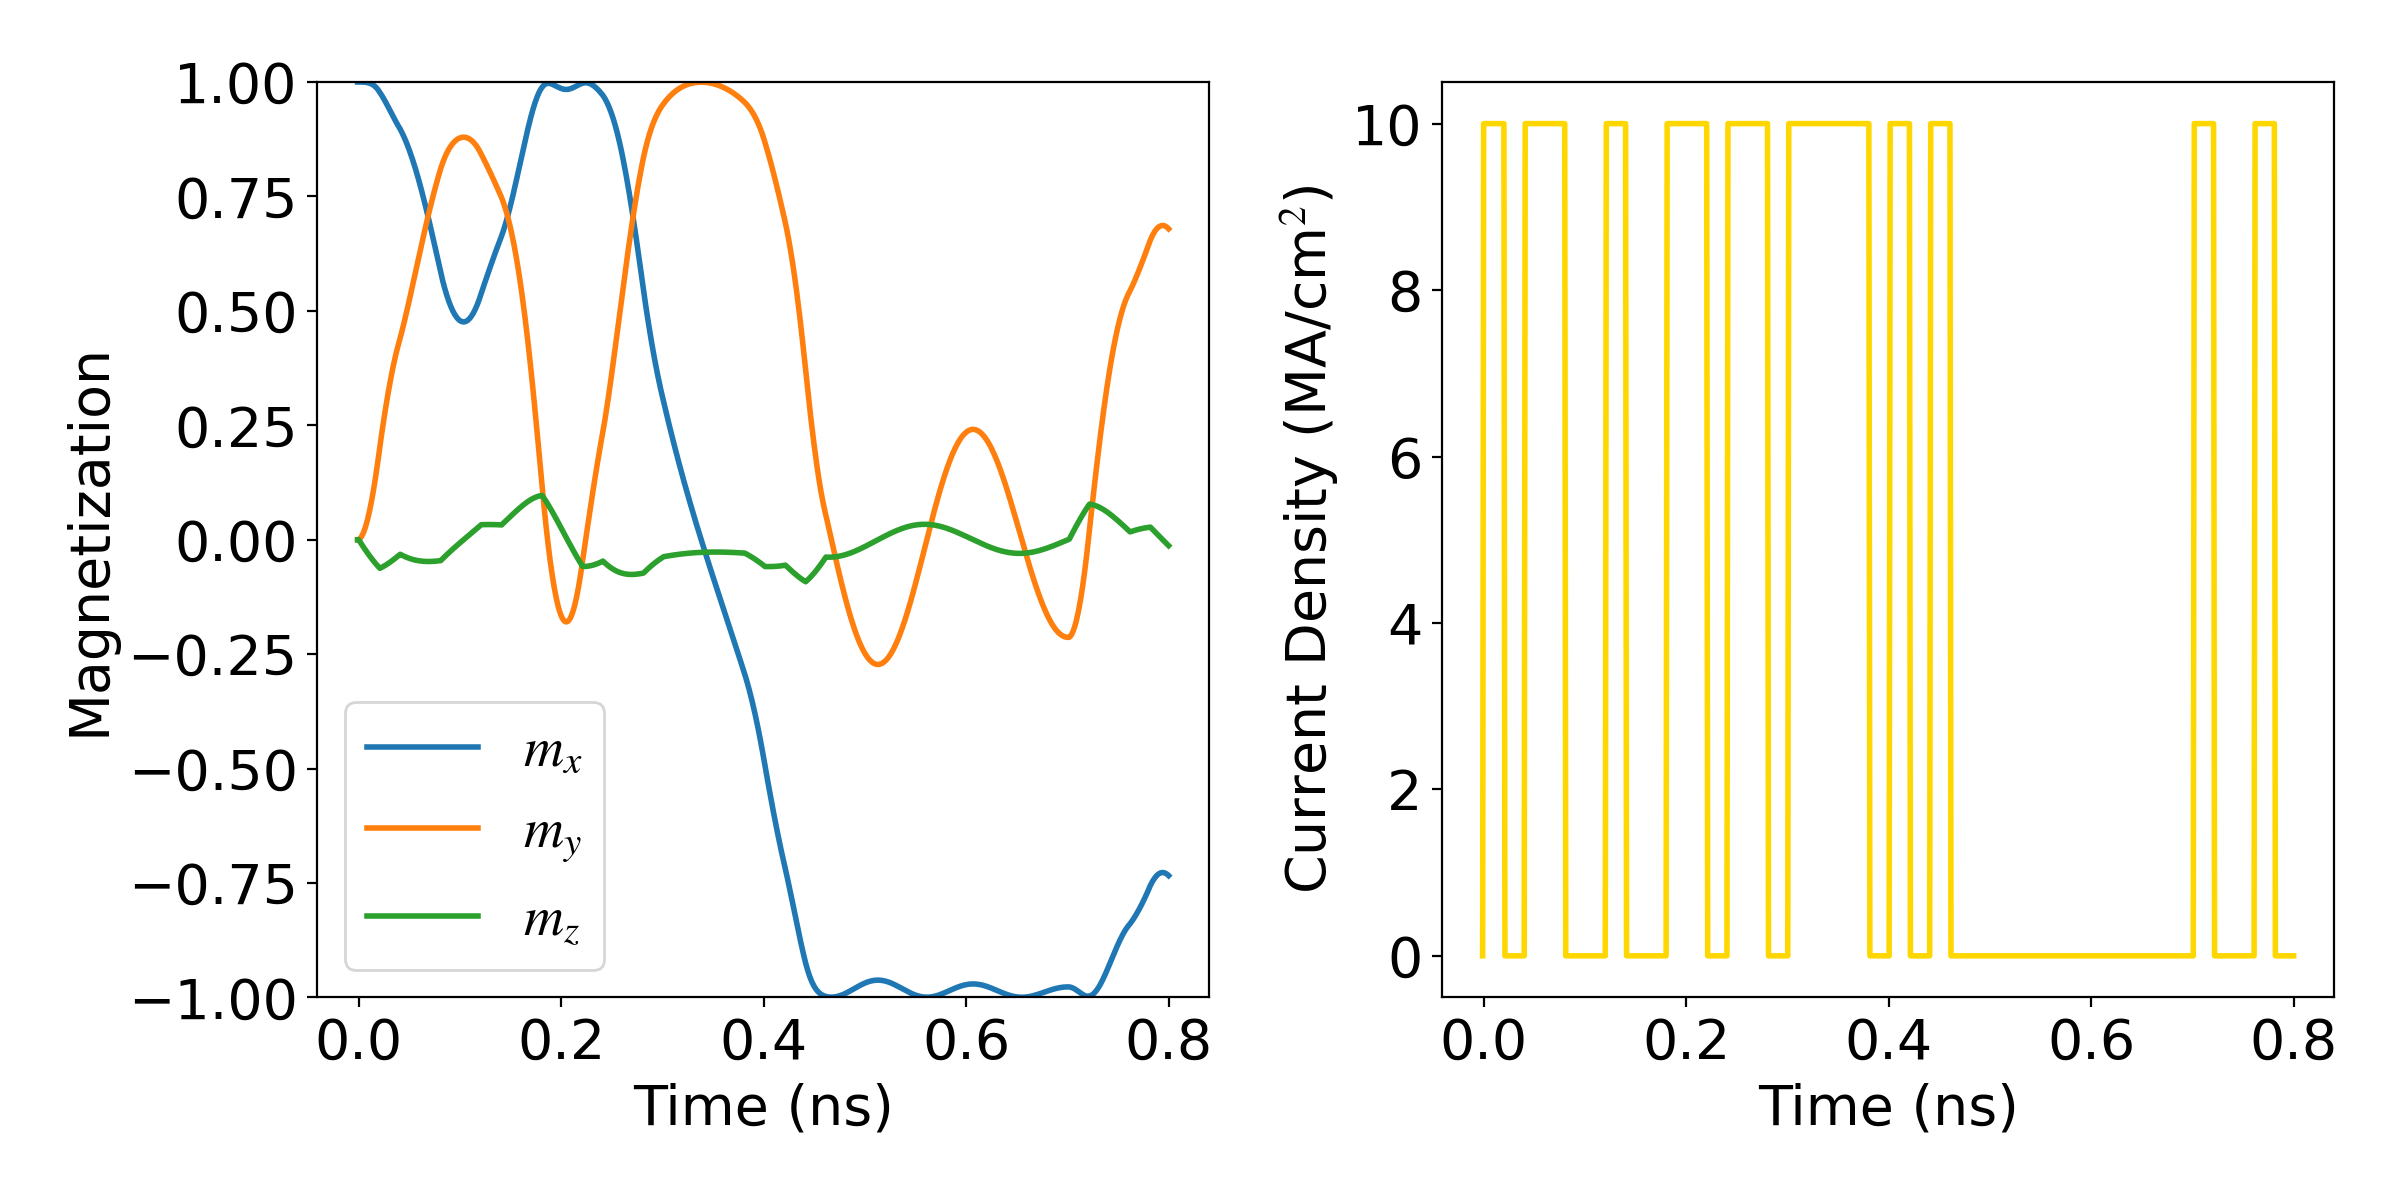 Magnetization
1.00
0.75
0.50
0.25
0.00
−0.25
−0.50
−0.75
−1.00
m_x
m_y
m_z
0.0 0.2 0.4 0.6 0.8
Time (ns)
Current Density (MA/cm²)
10
8
6
4
2
0
0.0 0.2 0.4 0.6 0.8
Time (ns)